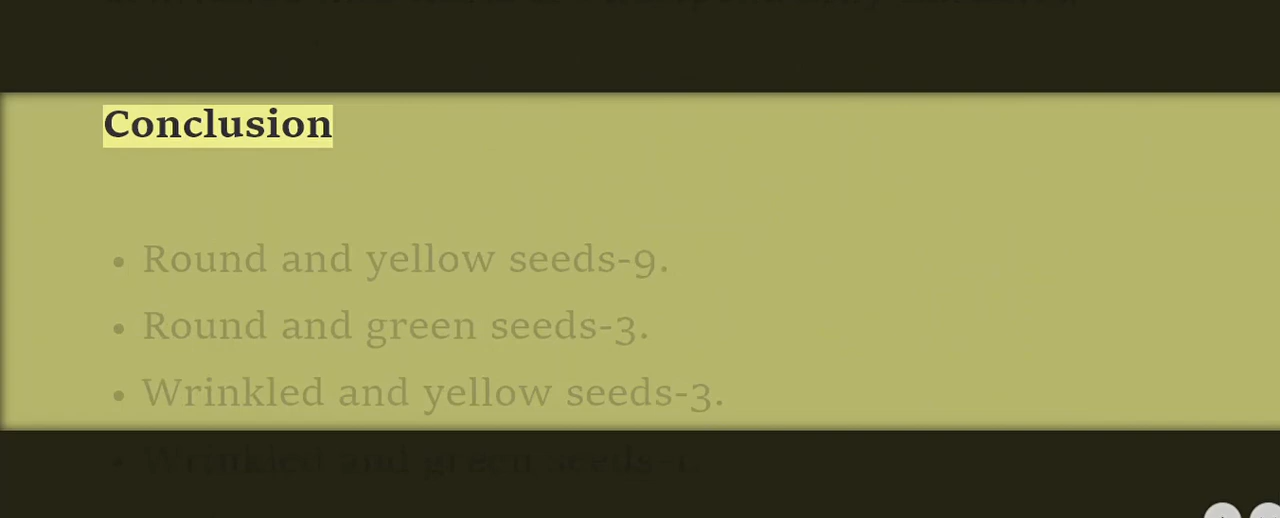 Conclusion
• Round and yellow seeds-9.
• Round and green seeds-3.
• Wrinkled and yellow seeds-3.
• Wrinkled and green seeds-1.